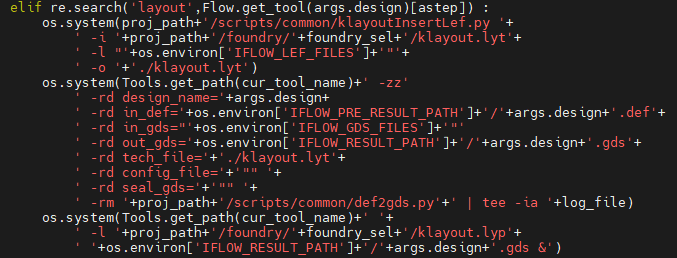 elif re.search('layout',Flow.get_tool(args.design)[astep]) :
    os.system(proj_path+'/scripts/common/klayoutInsertLef.py '+
        ' -i '+proj_path+'/foundry/'+foundry_sel+'/klayout.lyt'+
        ' -l "'+os.environ['IFLOW_LEF_FILES']+'"'+
        ' -o '+'./klayout.lyt')
    os.system(Tools.get_path(cur_tool_name)+' -zz'
        ' -rd design_name='+args.design+
        ' -rd in_def='+os.environ['IFLOW_PRE_RESULT_PATH']+'/'+args.design+'.def'+
        ' -rd in_gds="'+os.environ['IFLOW_GDS_FILES']+'"'
        ' -rd out_gds='+os.environ['IFLOW_RESULT_PATH']+'/'+args.design+'.gds'+
        ' -rd tech_file='+'./klayout.lyt'+
        ' -rd config_file='+'"" '+
        ' -rd seal_gds='+'"" '+
        ' -rm '+proj_path+'/scripts/common/def2gds.py'+' | tee -ia '+log_file)
    os.system(Tools.get_path(cur_tool_name)+' '+
        ' -l '+proj_path+'/foundry/'+foundry_sel+'/klayout.lyp'+
        ' '+os.environ['IFLOW_RESULT_PATH']+'/'+args.design+'.gds &')